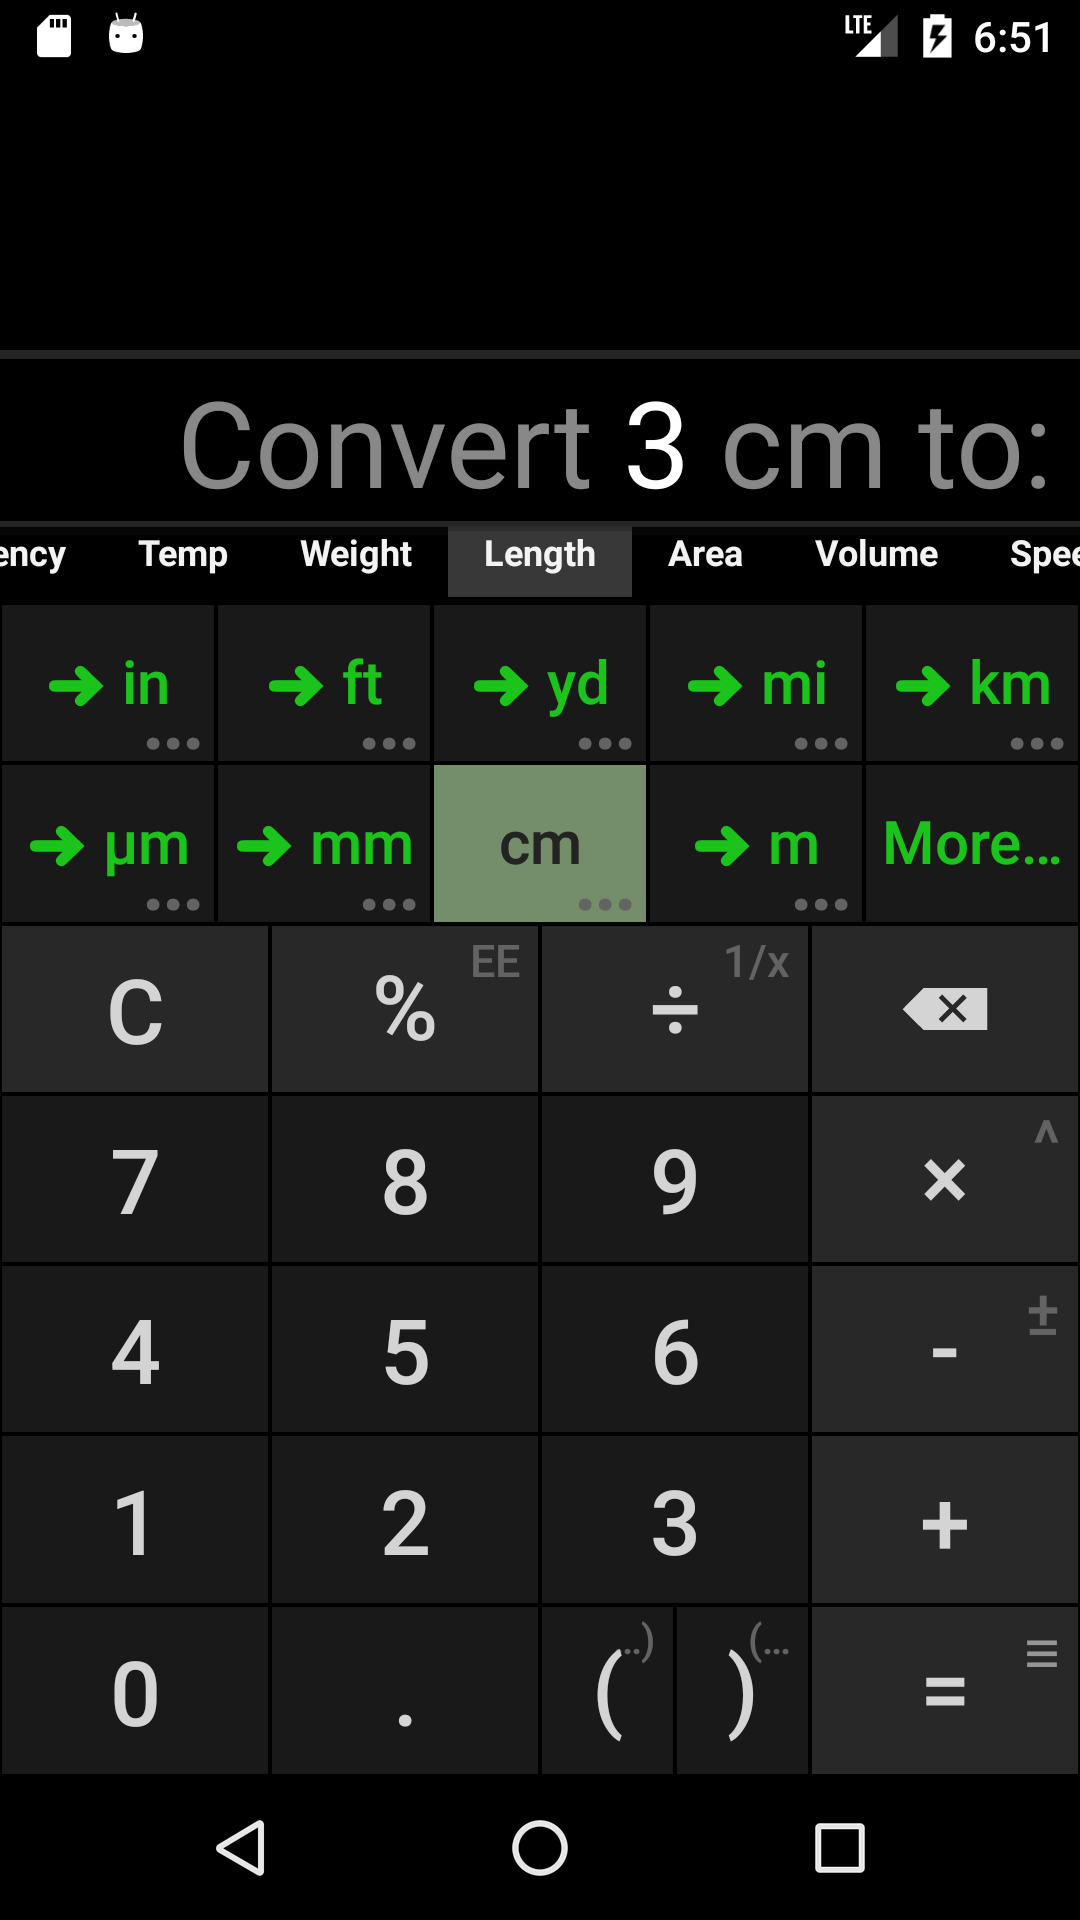 LTE 6:51
Convert 3 cm to:
ency Temp Weight Length Area Volume Spee
in ft yd mi km
µm mm cm m More...
C % EE ÷ 1/x
7 8 9 × ^
4 5 6 - ±
1 2 3 +
0 . ( ..) ) (... =